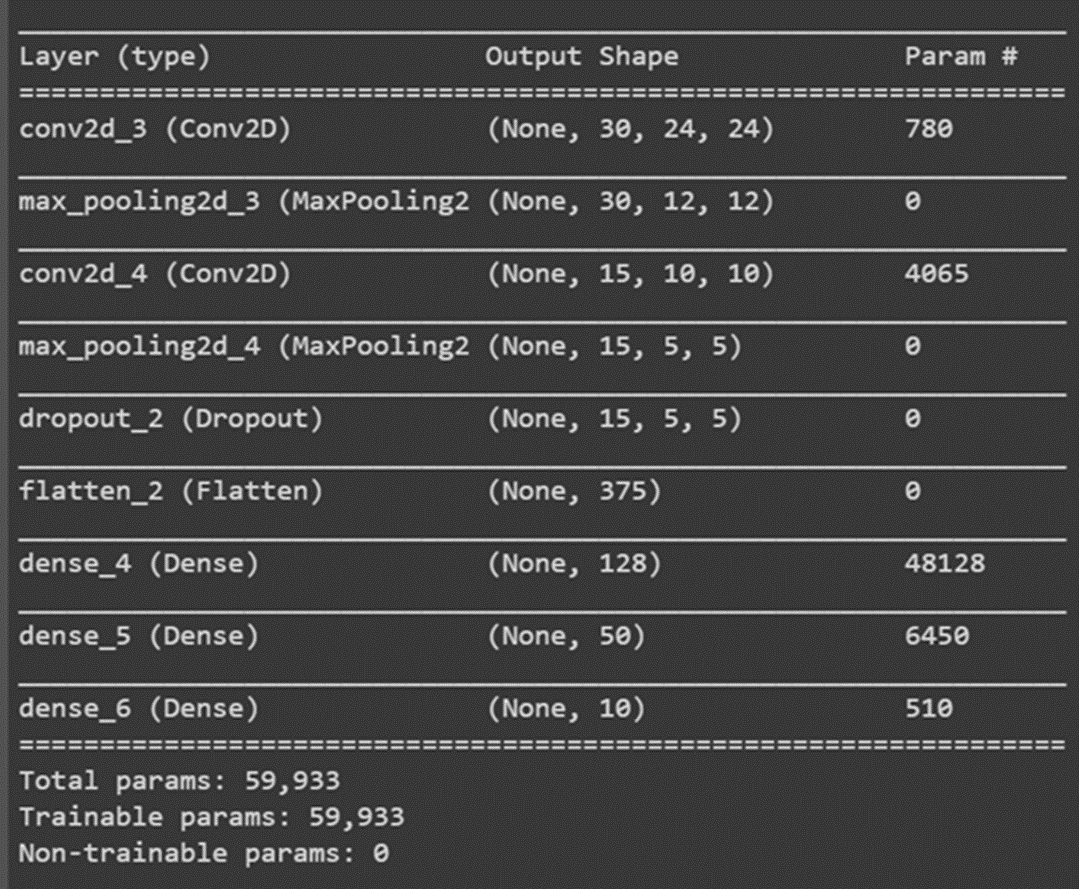 Layer (type) Output Shape Param #
=================================================================
conv2d_3 (Conv2D) (None, 30, 24, 24) 780
max_pooling2d_3 (MaxPooling2 (None, 30, 12, 12) 0
conv2d_4 (Conv2D) (None, 15, 10, 10) 4065
max_pooling2d_4 (MaxPooling2 (None, 15, 5, 5) 0
dropout_2 (Dropout) (None, 15, 5, 5) 0
flatten_2 (Flatten) (None, 375) 0
dense_4 (Dense) (None, 128) 48128
dense_5 (Dense) (None, 50) 6450
dense_6 (Dense) (None, 10) 510
=================================================================
Total params: 59,933
Trainable params: 59,933
Non-trainable params: 0